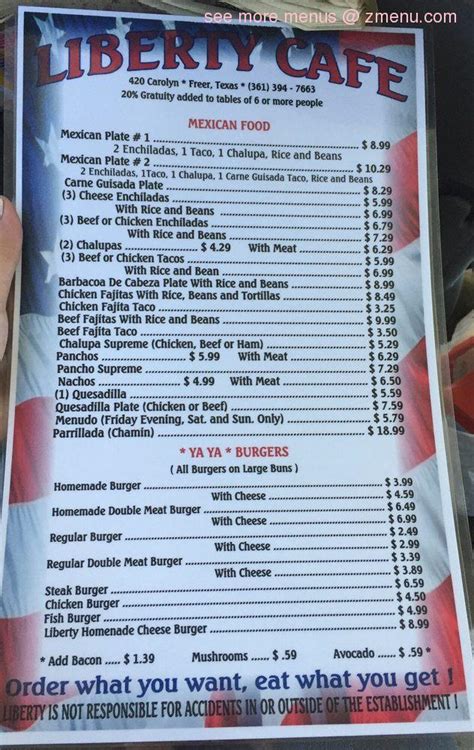 see more menus @ zmenu.com
LIBERTY CAFE
420 Carolyn * Freer, Texas * (361) 394 - 7663
20% Gratuity added to tables of 6 or more people
MEXICAN FOOD
Mexican Plate # 1 ........ $ 8.99
2 Enchiladas, 1 Taco, 1 Chalupa, Rice and Beans
Mexican Plate # 2 ........ $ 10.29
2 Enchiladas, 1Taco, 1 Chalupa, 1 Carne Guisada Taco, Rice and Beans
Carne Guisada Plate ........ $ 8.29
(3) Cheese Enchiladas ........ $ 5.99
With Rice and Beans ........ $ 6.99
(3) Beef or Chicken Enchiladas ........ $ 6.79
With Rice and Beans ........ $ 7.29
(2) Chalupas ........ $ 4.29 With Meat ........ $ 6.29
(3) Beef or Chicken Tacos ........ $ 5.99
With Rice and Bean ........ $ 6.99
Barbacoa De Cabeza Plate With Rice and Beans ........ $ 8.99
Chicken Fajitas With Rice, Beans and Tortillas ........ $ 8.49
Chicken Fajita Taco ........ $ 3.25
Beef Fajitas With Rice and Beans ........ $ 9.99
Beef Fajita Taco ........ $ 3.50
Chalupa Supreme (Chicken, Beef or Ham) ........ $ 5.29
Panchos ........ $ 5.99 With Meat ........ $ 6.29
Pancho Supreme ........ $ 7.29
Nachos ........ $ 4.99 With Meat ........ $ 6.50
(1) Quesadilla ........ $ 5.59
Quesadilla Plate (Chicken or Beef) ........ $ 7.59
Menudo (Friday Evening, Sat. and Sun. Only) ........ $ 5.79
Parrillada (Chamin) ........ $ 18.99
* YA YA * BURGERS
( All Burgers on Large Buns )
Homemade Burger ........ $ 3.99
With Cheese ........ $ 4.59
Homemade Double Meat Burger ........ $ 6.49
With Cheese ........ $ 6.99
Regular Burger ........ $ 2.49
With Cheese ........ $ 2.99
Regular Double Meat Burger ........ $ 3.39
With Cheese ........ $ 3.89
Steak Burger ........ $ 6.59
Chicken Burger ........ $ 4.50
Fish Burger ........ $ 4.99
Liberty Homenade Cheese Burger ........ $ 8.99
* Add Bacon ..... $ 1.39 Mushrooms ..... $ .59 Avocado ..... $ .59 *
Order what you want, eat what you get !
LIBERTY IS NOT RESPONSIBLE FOR ACCIDENTS IN OR OUTSIDE OF THE ESTABLISHMENT !